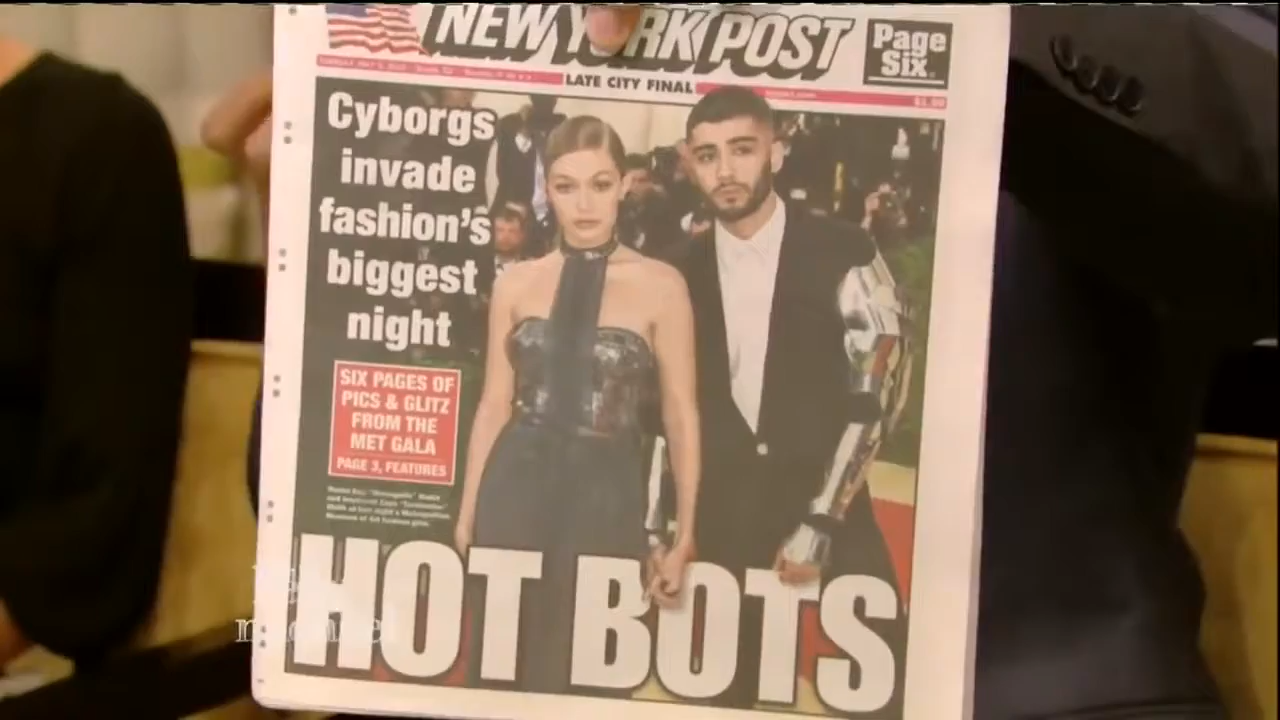 NEW YORK POST
Page
Six
LATE CITY FINAL
Cyborgs
invade
fashion's
biggest
night
SIX PAGES OF
PICS & GLITZ
FROM THE
MET GALA
PAGE 3, FEATURES
HOT BOTS